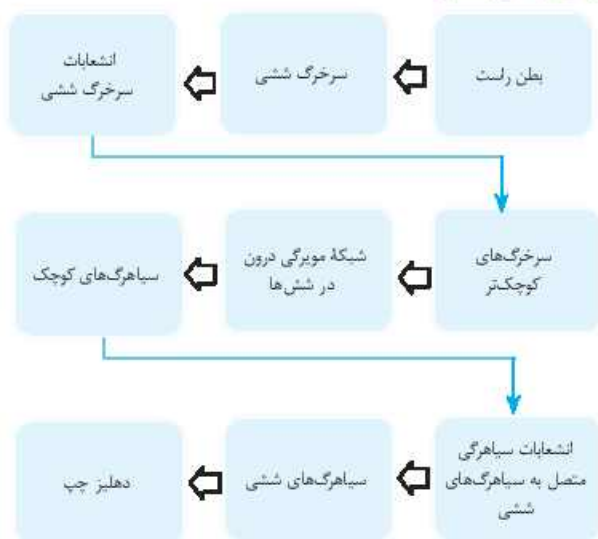 بطن راست
سرخرگ ششی
انشعابات
سرخرگ ششی
سرخرگ‌های
کوچک‌تر
شبکهٔ مویرگی درون
در شش‌ها
سیاهرگ‌های کوچک
انشعابات سیاهرگی
متصل به سیاهرگ‌های
ششی
سیاهرگ‌های ششی
دهلیز چپ